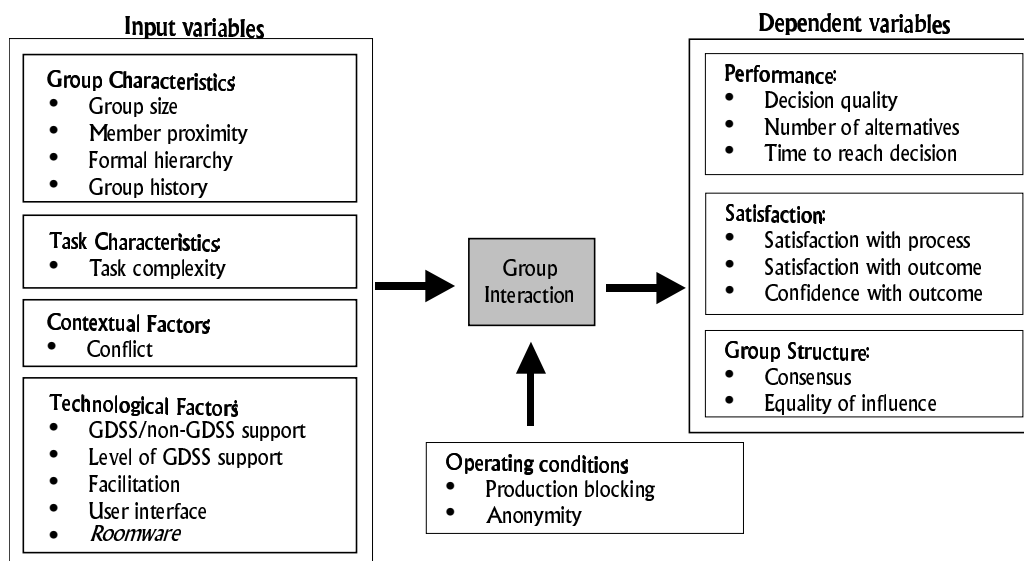 Input variables
Group Characteristics:
• Group size
• Member proximity
• Formal hierarchy
• Group history
Task Characteristics:
• Task complexity
Contextual Factors:
• Conflict
Technological Factors:
• GDSS/non-GDSS support
• Level of GDSS support
• Facilitation
• User interface
• Roomware
Group
Interaction
Operating conditions:
• Production blocking
• Anonymity
Dependent variables
Performance:
• Decision quality
• Number of alternatives
• Time to reach decision
Satisfaction:
• Satisfaction with process
• Satisfaction with outcome
• Confidence with outcome
Group Structure:
• Consensus
• Equality of influence